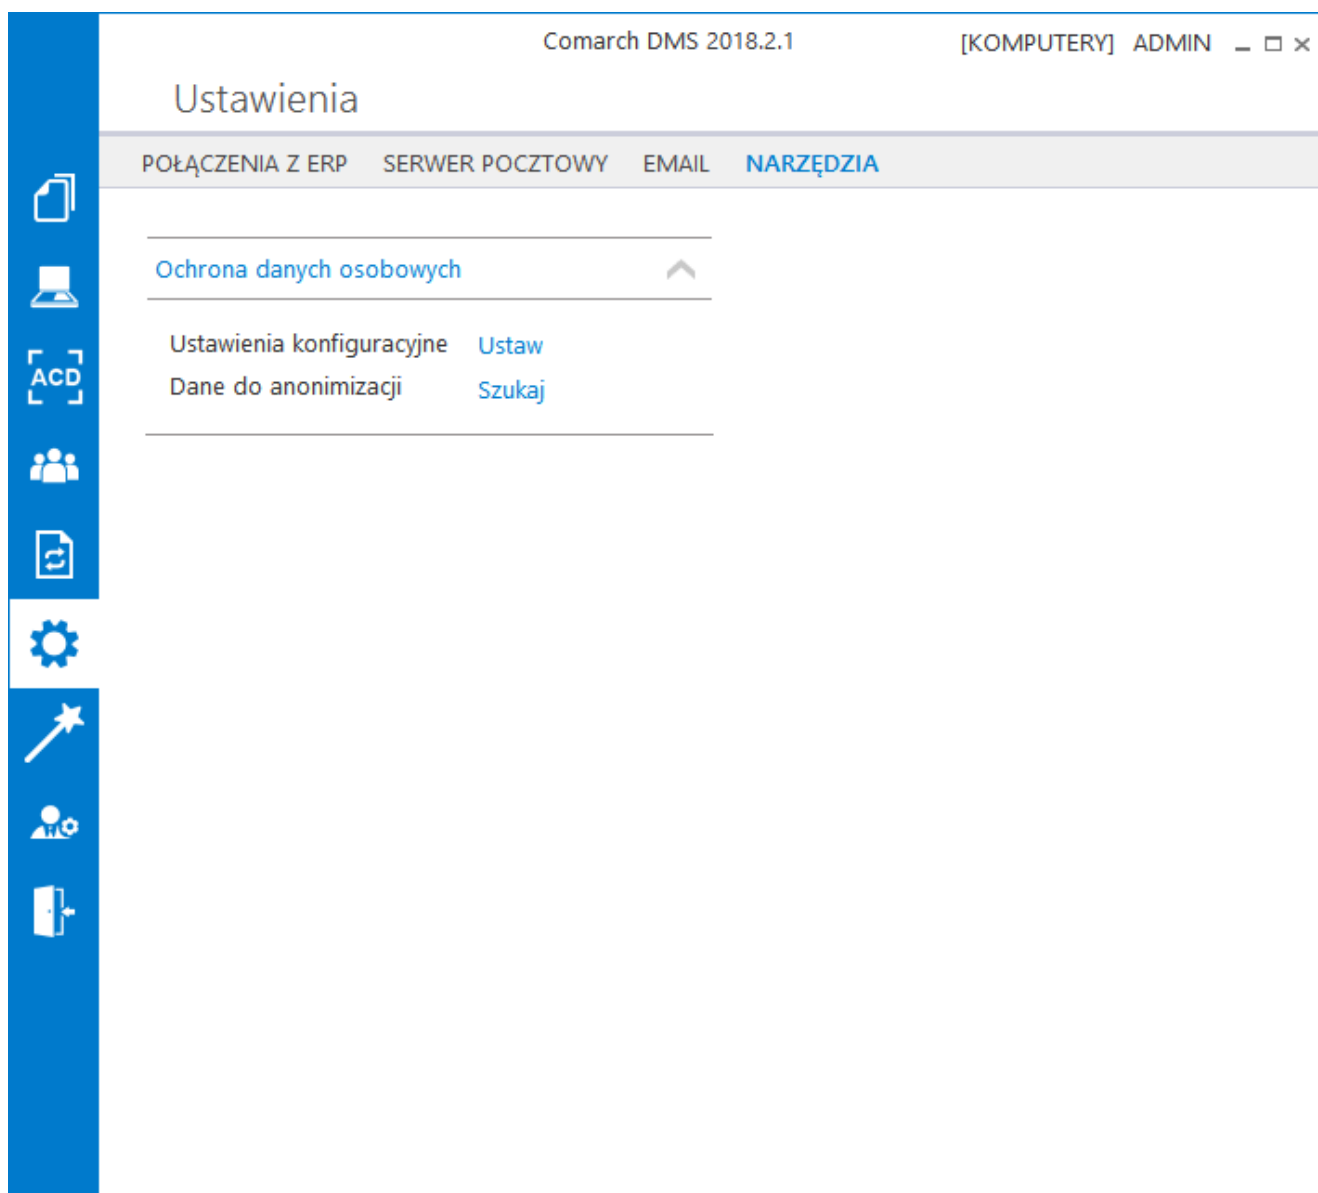 Comarch DMS 2018.2.1 [KOMPUTERY] ADMIN
Ustawienia
POŁĄCZENIA Z ERP SERWER POCZTOWY EMAIL NARZĘDZIA
Ochrona danych osobowych
Ustawienia konfiguracyjne Ustaw
Dane do anonimizacji Szukaj
ACD